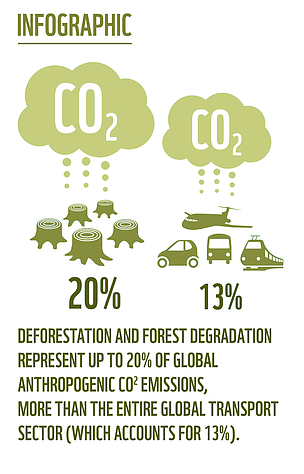 INFOGRAPHIC
CO₂
CO₂
20%
13%
DEFORESTATION AND FOREST DEGRADATION
REPRESENT UP TO 20% OF GLOBAL
ANTHROPOGENIC CO² EMISSIONS,
MORE THAN THE ENTIRE GLOBAL TRANSPORT
SECTOR (WHICH ACCOUNTS FOR 13%).